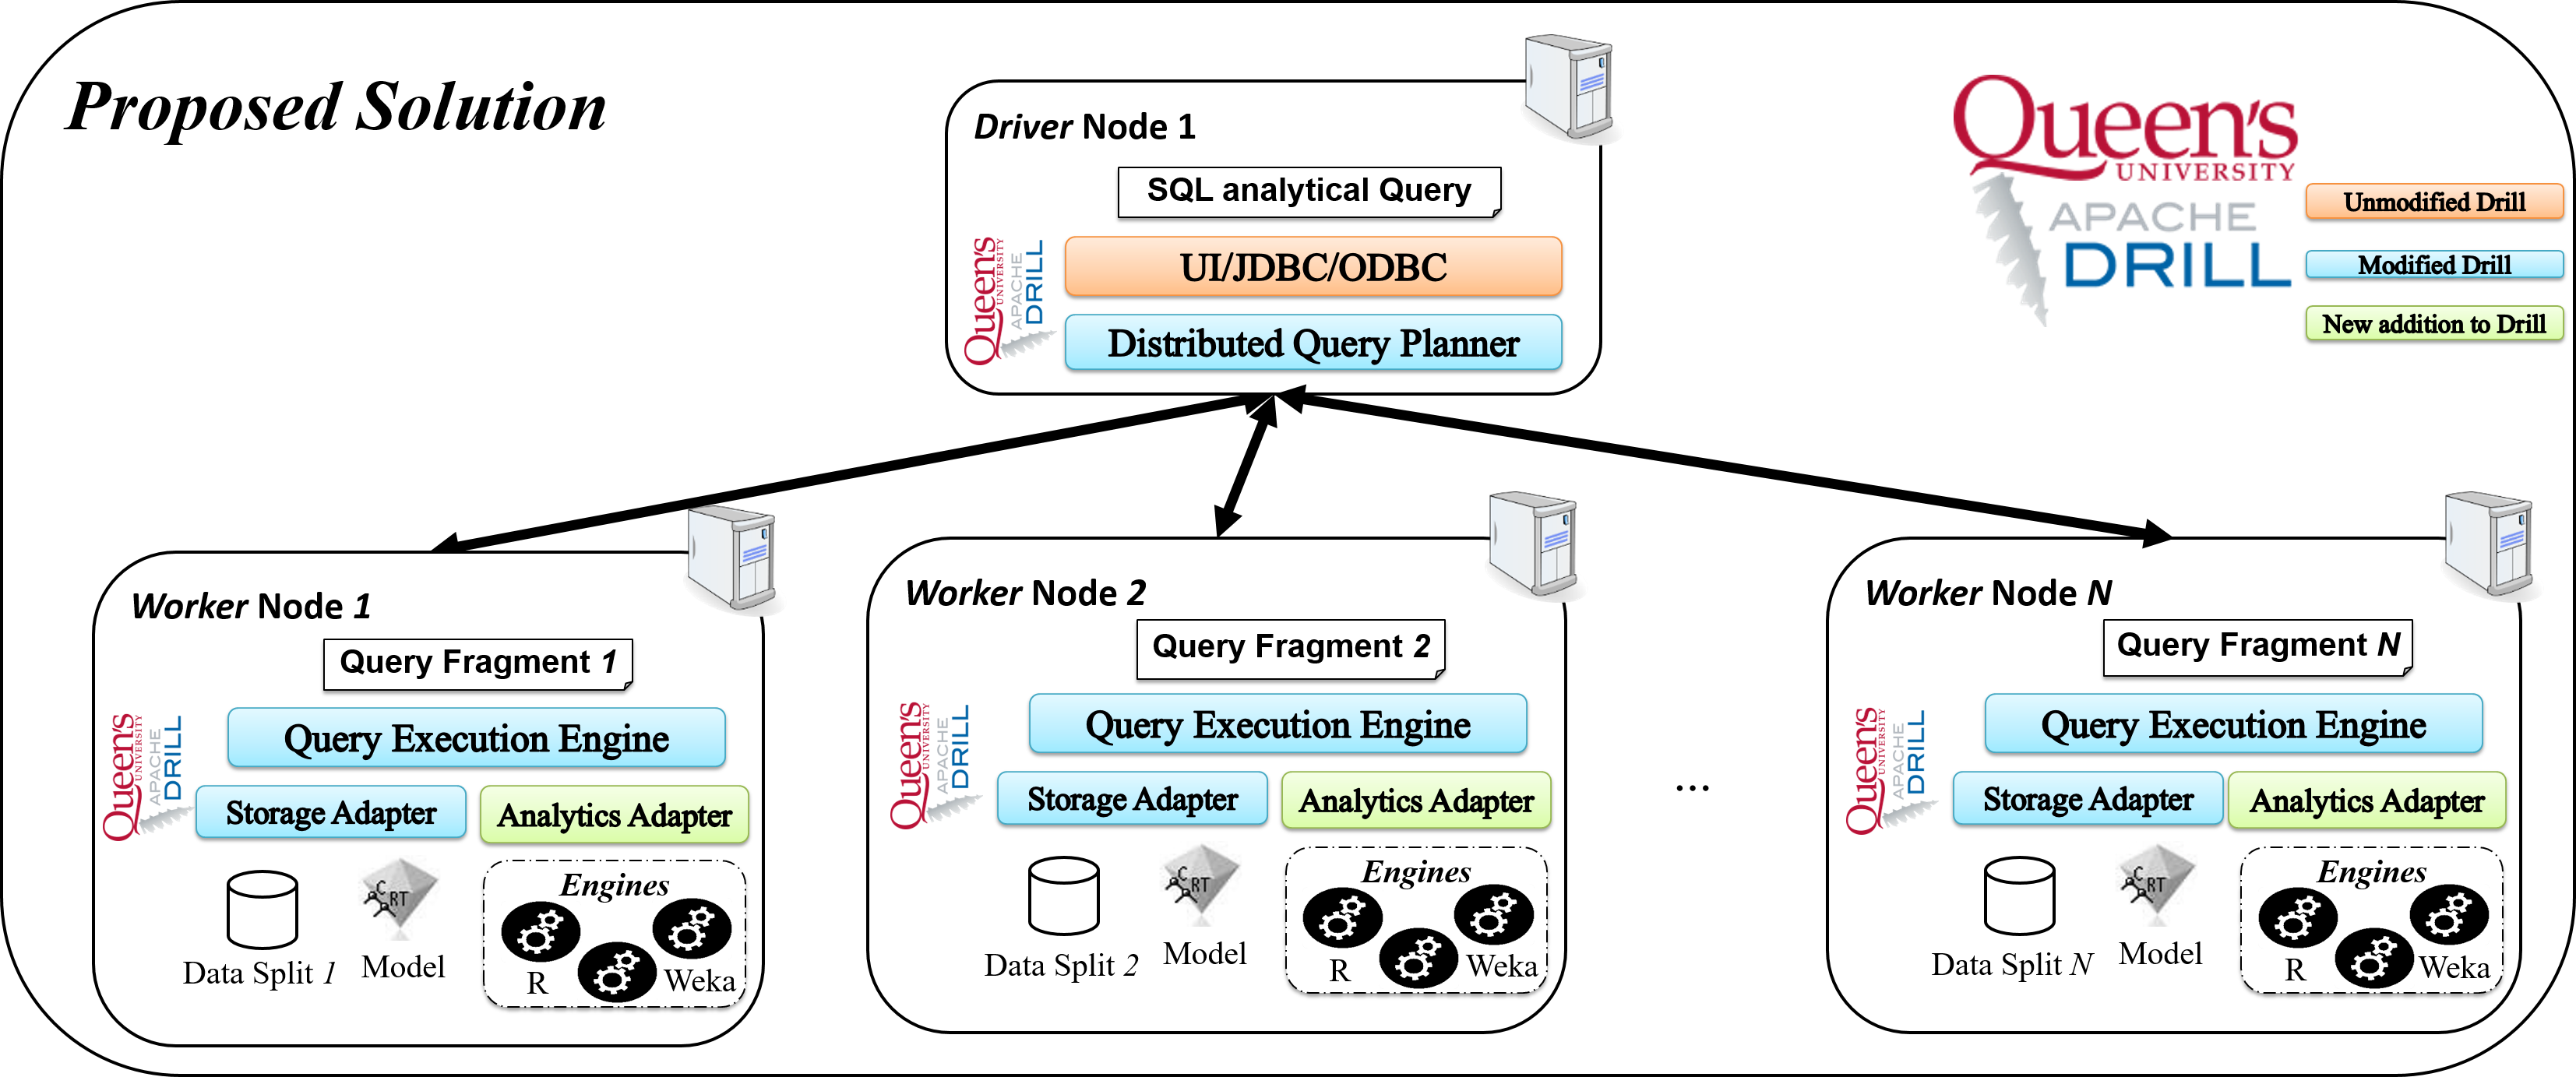 Proposed Solution
Driver Node 1
SQL analytical Query
UI/JDBC/ODBC
Distributed Query Planner
Queen's
UNIVERSITY
APACHE
DRILL
Queen's
UNIVERSITY
APACHE
DRILL
Unmodified Drill
Modified Drill
New addition to Drill
Worker Node 1
Query Fragment 1
Query Execution Engine
Storage Adapter
Analytics Adapter
Queen's
UNIVERSITY
APACHE
DRILL
Data Split 1
C RT
Model
Engines
R
Weka
Worker Node 2
Query Fragment 2
Query Execution Engine
Storage Adapter
Analytics Adapter
Queen's
UNIVERSITY
APACHE
DRILL
Data Split 2
C RT
Model
Engines
R
Weka
...
Worker Node N
Query Fragment N
Query Execution Engine
Storage Adapter
Analytics Adapter
Queen's
UNIVERSITY
APACHE
DRILL
Data Split N
C RT
Model
Engines
R
Weka